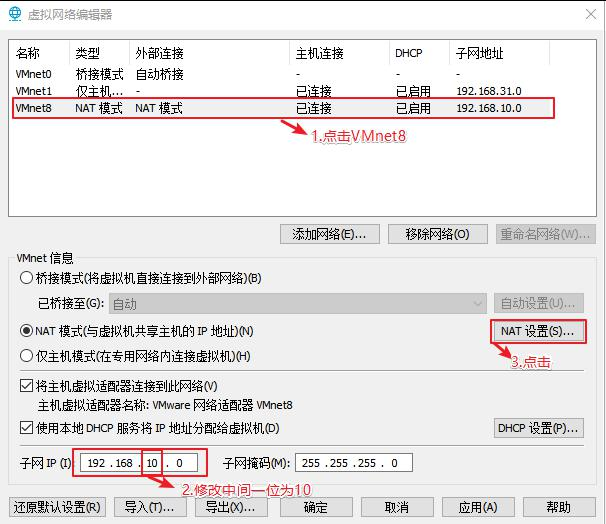 虚拟网络编辑器
名称 类型 外部连接 主机连接 DHCP 子网地址
VMnet0 桥接模式 自动桥接 - - -
VMnet1 仅主机... - 已连接 已启用 192.168.31.0
VMnet8 NAT 模式 NAT 模式 已连接 已启用 192.168.10.0
1.点击VMnet8
添加网络(E)... 移除网络(O) 重命名网络(W)...
VMnet 信息
桥接模式(将虚拟机直接连接到外部网络)(B)
已桥接至(G): 自动 自动设置(U)...
NAT 模式(与虚拟机共享主机的 IP 地址)(N) NAT 设置(S)...
仅主机模式(在专用网络内连接虚拟机)(H)
3.点击
将主机虚拟适配器连接到此网络(V)
主机虚拟适配器名称: VMware 网络适配器 VMnet8
使用本地 DHCP 服务将 IP 地址分配给虚拟机(D) DHCP 设置(P)...
子网 IP (I): 192 . 168 . 10 . 0 子网掩码(M): 255 . 255 . 255 . 0
2.修改中间一位为10
还原默认设置(R) 导入(T)... 导出(X)... 确定 取消 应用(A) 帮助